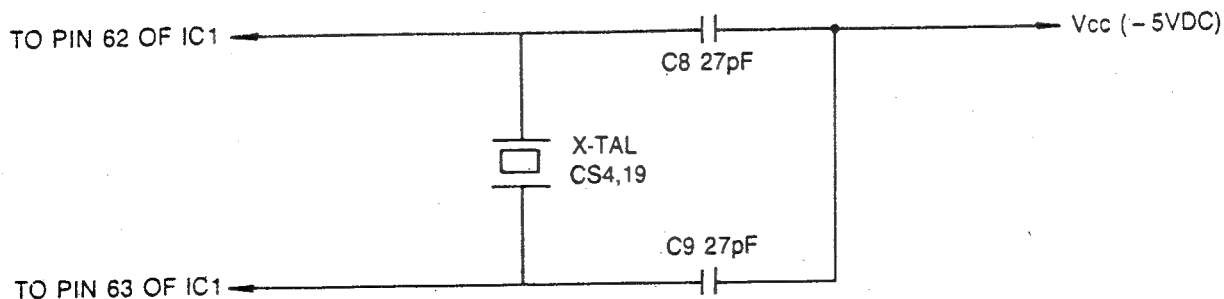 TO PIN 62 OF IC1
Vcc (-5VDC)
C8 27pF
X-TAL
CS4,19
C9 27pF
TO PIN 63 OF IC1